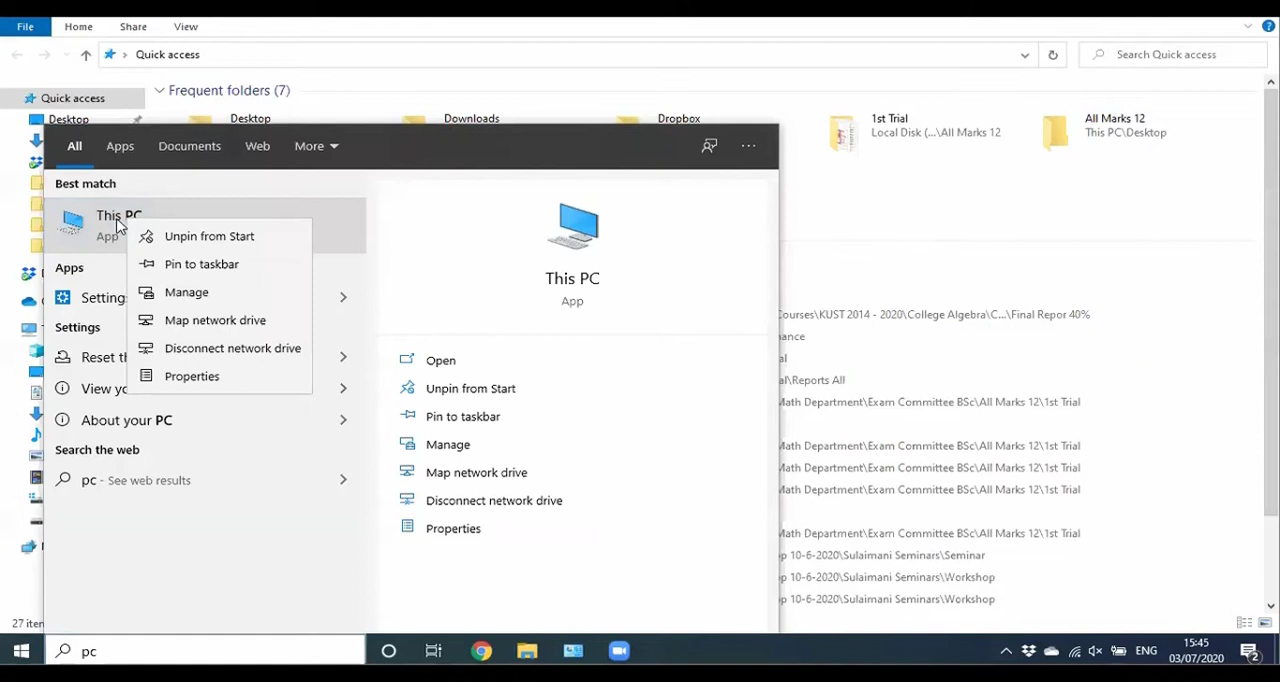 File Home Share View
Quick access Search Quick access
Quick access
Frequent folders (7)
Desktop
Desktop
Downloads
Dropbox
1st Trial
Local Disk (...\All Marks 12
All Marks 12
This PC\Desktop
All Apps Documents Web More
Best match
This PC
App
Unpin from Start
Pin to taskbar
Manage
Map network drive
Disconnect network drive
Properties
Apps
Settings
Settings
Reset
View
About your PC
Search the web
pc - See web results
This PC
App
Open
Unpin from Start
Pin to taskbar
Manage
Map network drive
Disconnect network drive
Properties
Courses\KUST 2014 - 2020\College Algebra\C...\Final Repor 40%
al\Reports All
Math Department\Exam Committee BSc\All Marks 12\1st Trial
Math Department\Exam Committee BSc\All Marks 12\1st Trial
Math Department\Exam Committee BSc\All Marks 12\1st Trial
Math Department\Exam Committee BSc\All Marks 12\1st Trial
Math Department\Exam Committee BSc\All Marks 12\1st Trial
p 10-6-2020\Sulaimani Seminars\Seminar
p 10-6-2020\Sulaimani Seminars\Workshop
p 10-6-2020\Sulaimani Seminars\Workshop
27 item
pc
ENG
15:45
03/07/2020
2